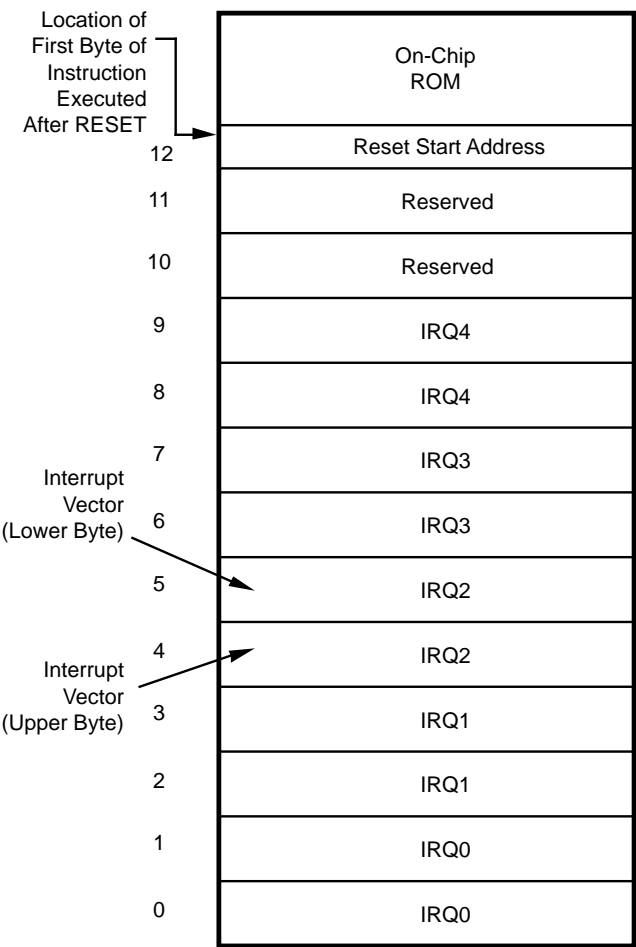 Location of
First Byte of
Instruction
Executed
After RESET
On-Chip
ROM
12 Reset Start Address
11 Reserved
10 Reserved
9 IRQ4
8 IRQ4
7 IRQ3
Interrupt
Vector
(Lower Byte)
6 IRQ3
5 IRQ2
4 IRQ2
Interrupt
Vector
(Upper Byte)
3 IRQ1
2 IRQ1
1 IRQ0
0 IRQ0